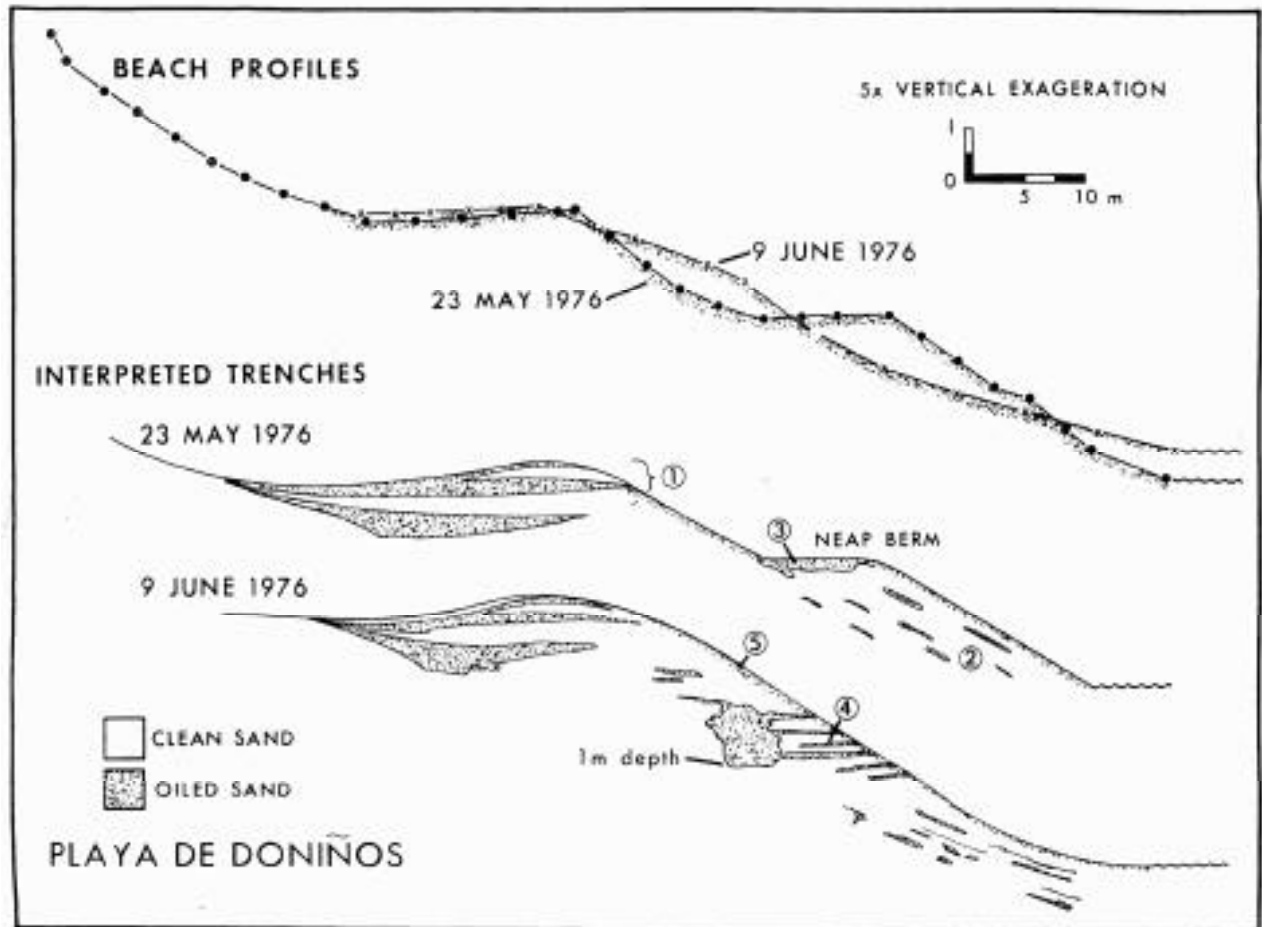 BEACH PROFILES
5x VERTICAL EXAGERATION
1
0
5
10 m
9 JUNE 1976
23 MAY 1976
INTERPRETED TRENCHES
23 MAY 1976
①
③
NEAP BERM
②
9 JUNE 1976
⑤
④
1m depth
CLEAN SAND
OILED SAND
PLAYA DE DONIÑOS